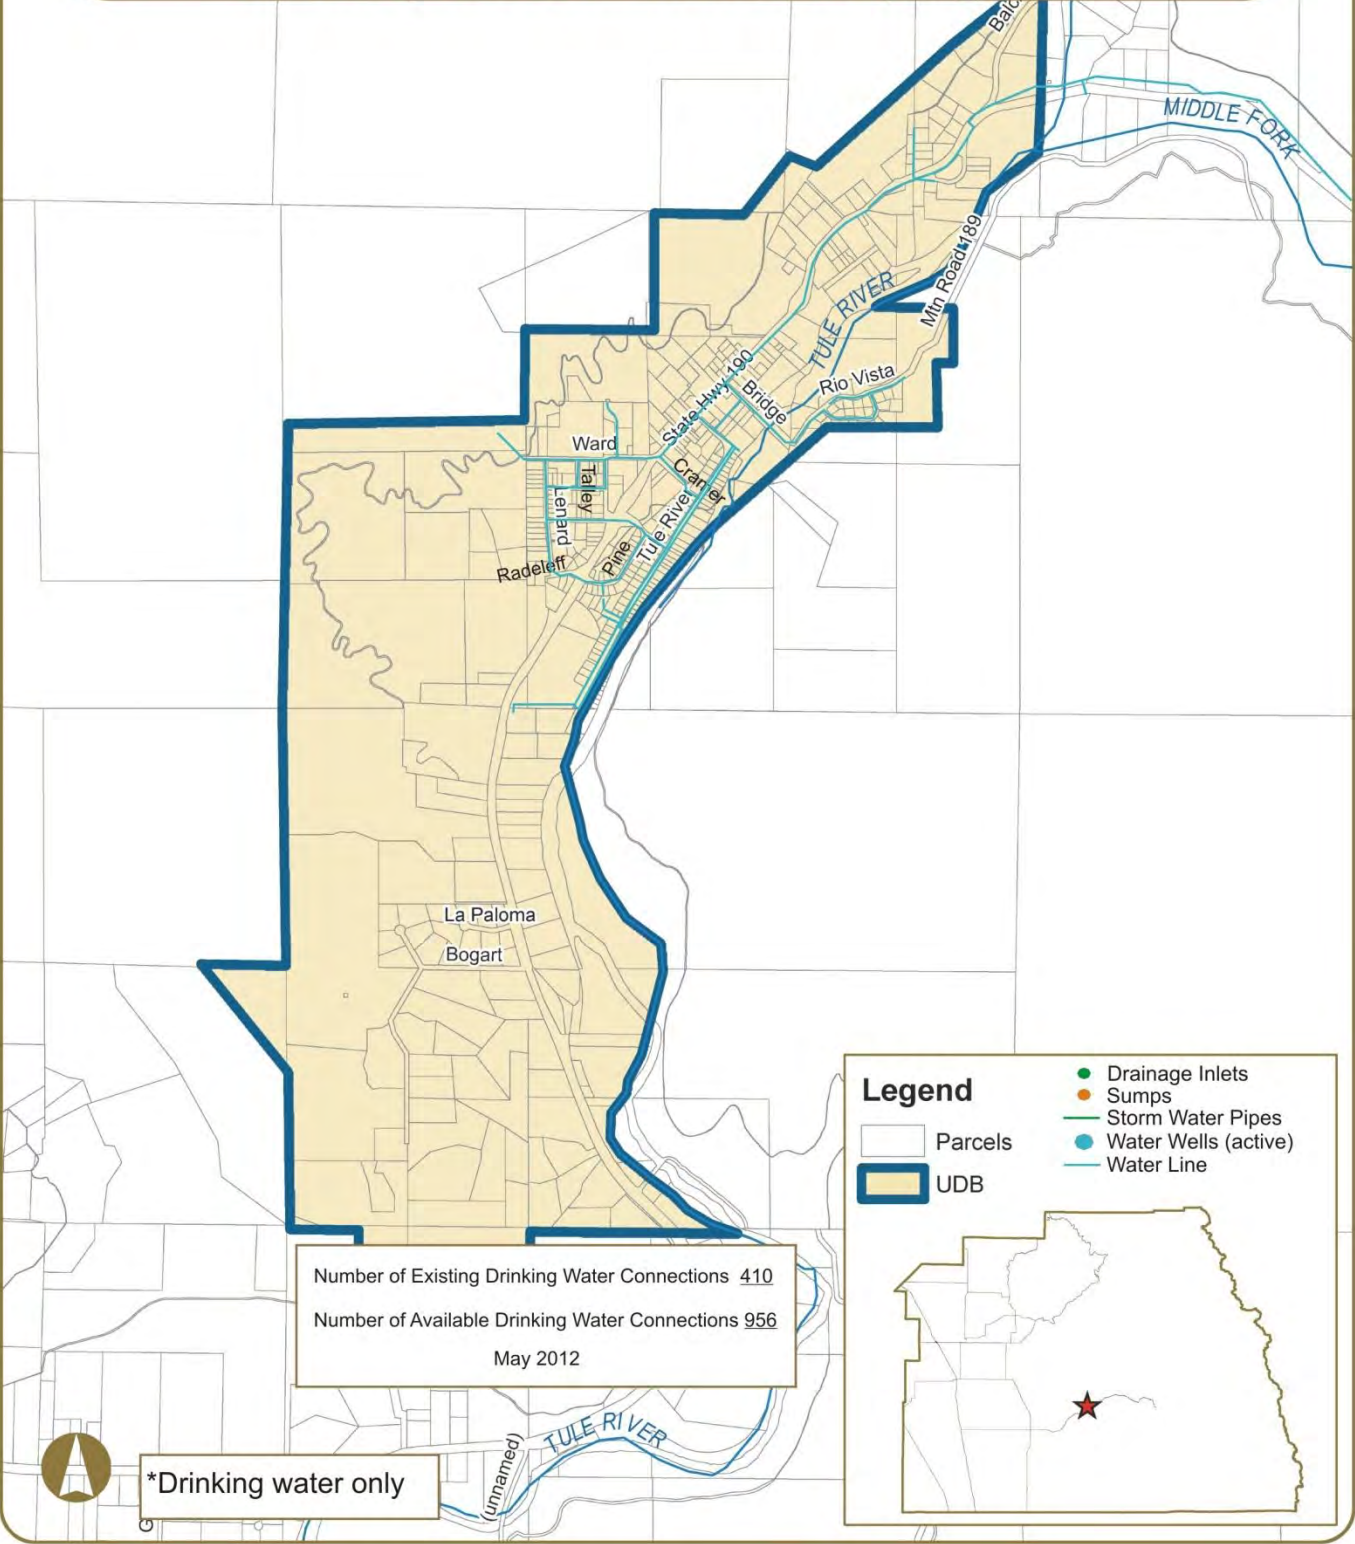 Balc
MIDDLE FORK
Mtn Road 189
TULE RIVER
Rio Vista
State Hwy 190
Bridge
Ward
Cramer
Talley
Lenard
Tule River
Pine
Radeleff
La Paloma
Bogart
Legend
Parcels
UDB
Drainage Inlets
Sumps
Storm Water Pipes
Water Wells (active)
Water Line
Number of Existing Drinking Water Connections 410
Number of Available Drinking Water Connections 956
May 2012
TULE RIVER
(unnamed)
*Drinking water only
G